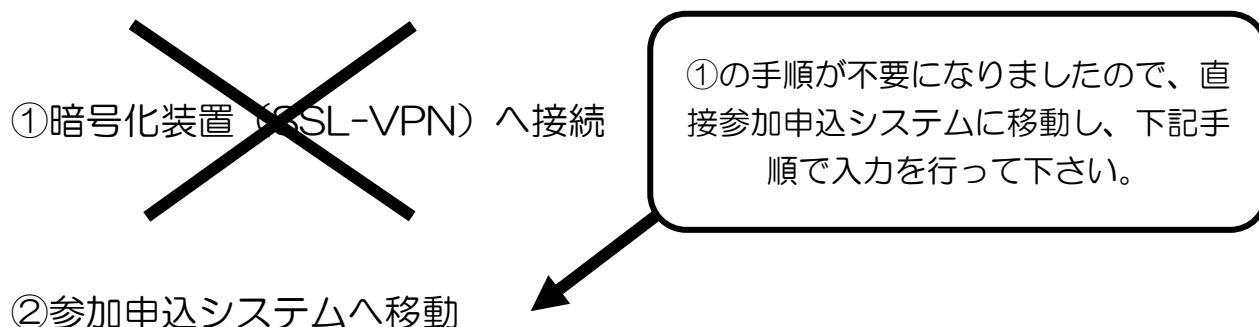 ①暗号化装置（SSL-VPN）へ接続
①の手順が不要になりましたので、直
接参加申込システムに移動し、下記手
順で入力を行って下さい。
②参加申込システムへ移動